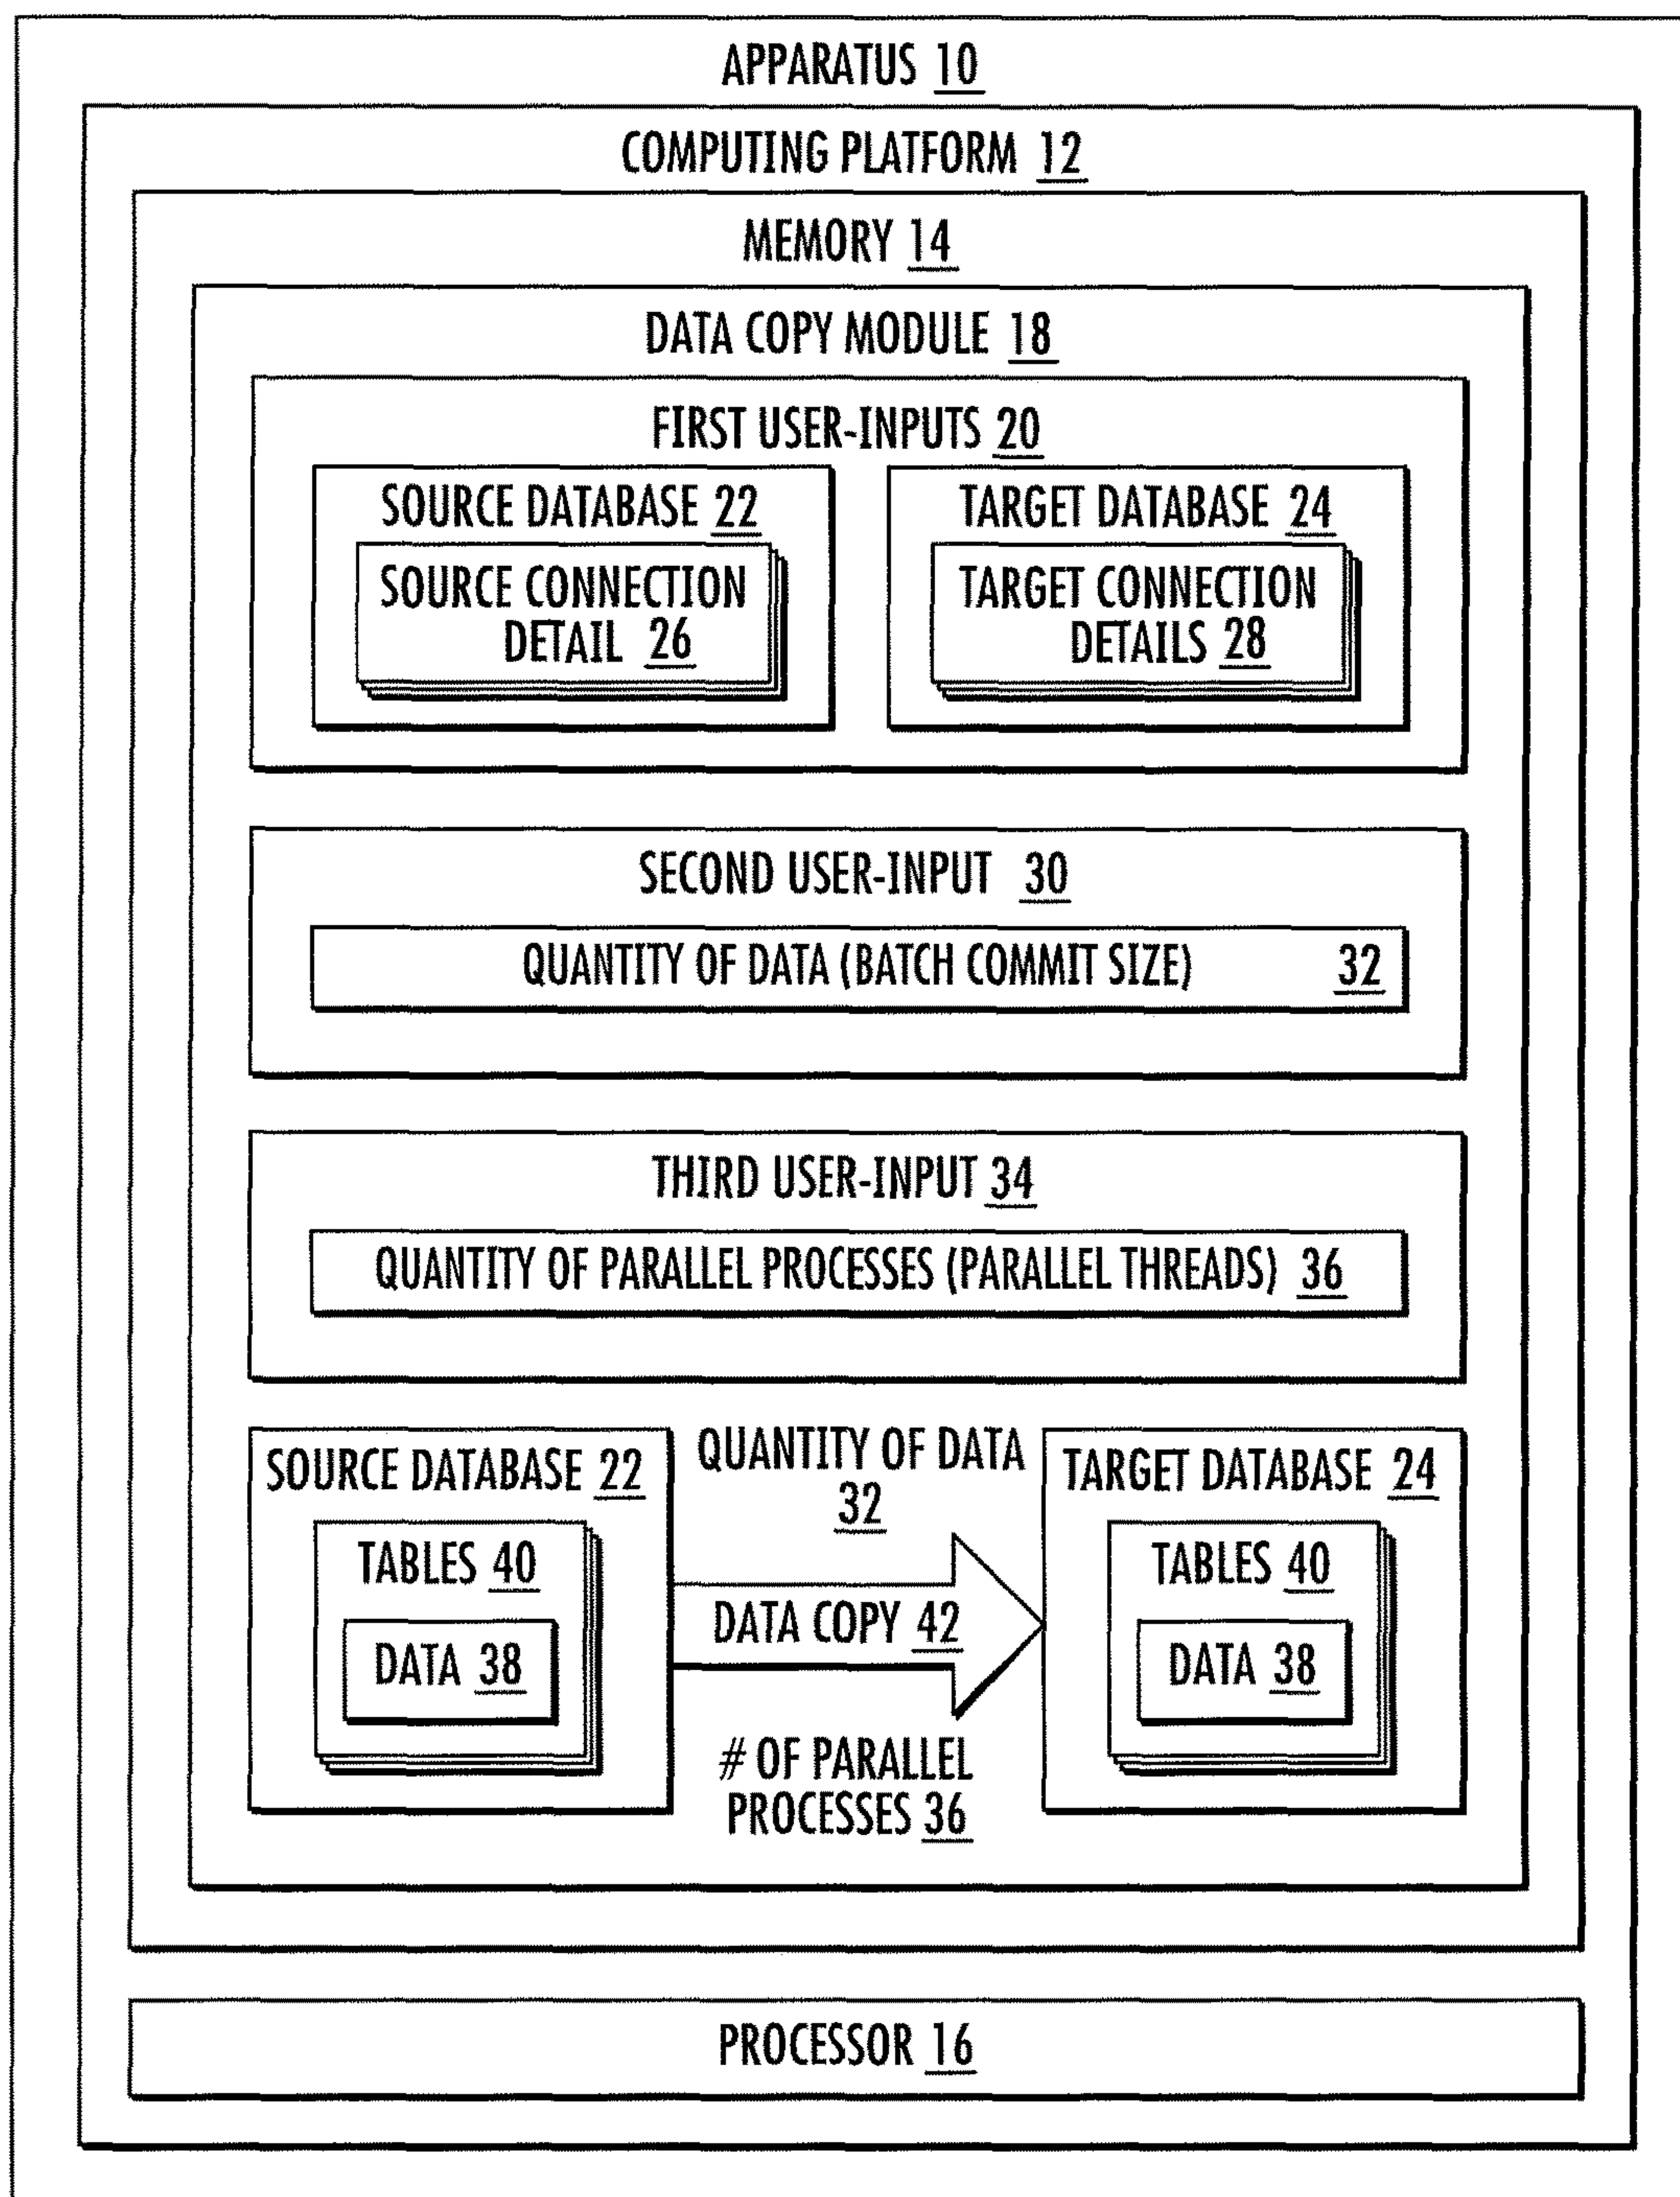 APPARATUS 10
COMPUTING PLATFORM 12
MEMORY 14
DATA COPY MODULE 18
FIRST USER-INPUTS 20
SOURCE DATABASE 22
SOURCE CONNECTION
DETAIL 26
TARGET DATABASE 24
TARGET CONNECTION
DETAILS 28
SECOND USER-INPUT 30
QUANTITY OF DATA (BATCH COMMIT SIZE) 32
THIRD USER-INPUT 34
QUANTITY OF PARALLEL PROCESSES (PARALLEL THREADS) 36
SOURCE DATABASE 22
TABLES 40
DATA 38
QUANTITY OF DATA
32
DATA COPY 42
# OF PARALLEL
PROCESSES 36
TARGET DATABASE 24
TABLES 40
DATA 38
PROCESSOR 16